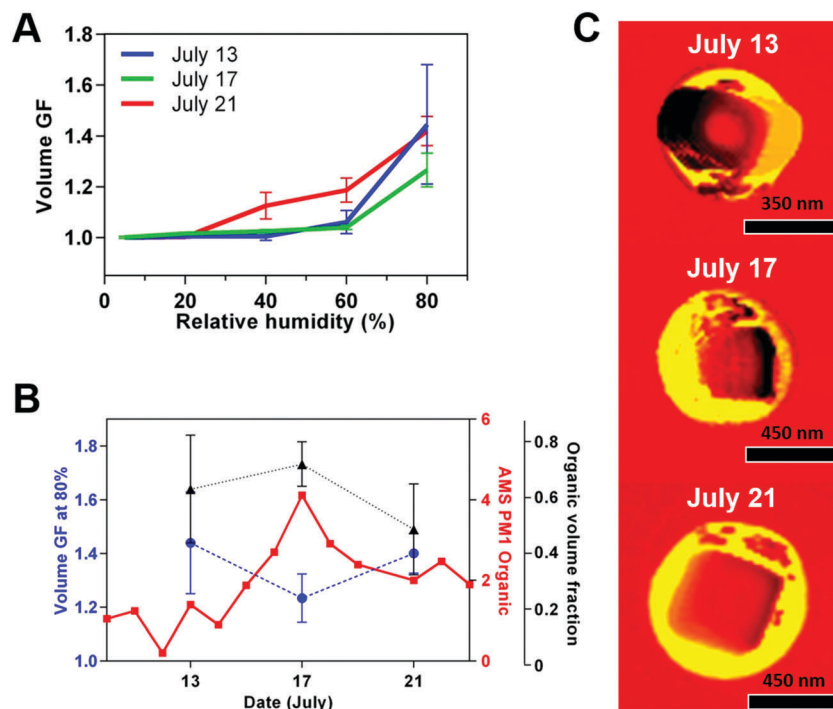 A
July 13
July 17
July 21
Volume GF
1.8
1.6
1.4
1.2
1.0
0 20 40 60 80
Relative humidity (%)
B
Volume GF at 80%
1.8
1.6
1.4
1.2
1.0
6
4
2
0
AMS PM1 Organic
0.8
0.6
0.4
0.2
0
Organic volume fraction
13 17 21
Date (July)
C
July 13
350 nm
July 17
450 nm
July 21
450 nm